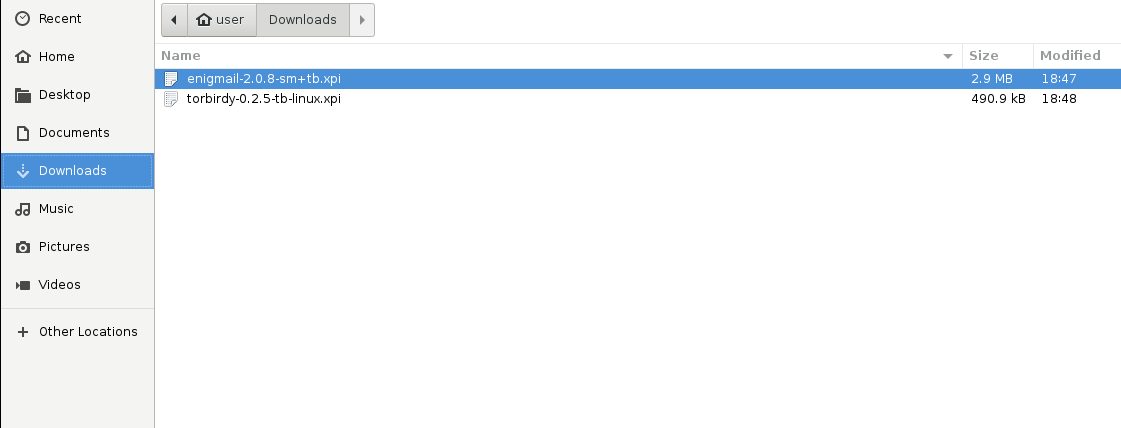 Recent
Home
Desktop
Documents
Downloads
Music
Pictures
Videos
Other Locations
user Downloads
Name Size Modified
enigmail-2.0.8-sm+tb.xpi 2.9 MB 18:47
torbirdy-0.2.5-tb-linux.xpi 490.9 kB 18:48